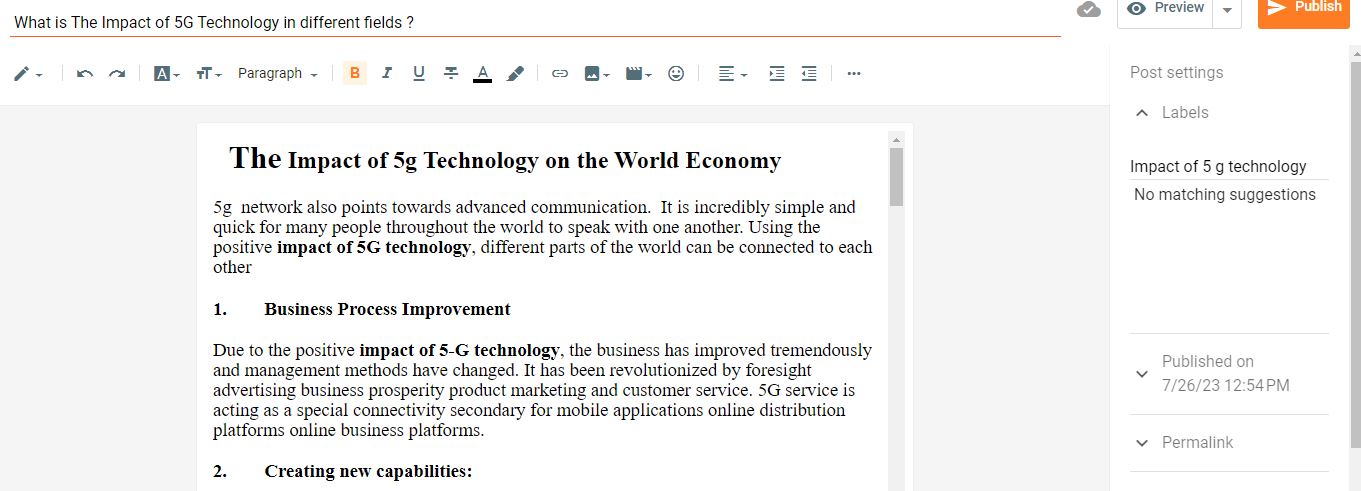 What is The Impact of 5G Technology in different fields ?
Preview
Publish
Paragraph
B I U A
Post settings
Labels
Impact of 5 g technology
No matching suggestions
Published on
7/26/23 12:54 PM
Permalink
The Impact of 5g Technology on the World Economy
5g network also points towards advanced communication. It is incredibly simple and
quick for many people throughout the world to speak with one another. Using the
positive impact of 5G technology, different parts of the world can be connected to each
other
1. Business Process Improvement
Due to the positive impact of 5-G technology, the business has improved tremendously
and management methods have changed. It has been revolutionized by foresight
advertising business prosperity product marketing and customer service. 5G service is
acting as a special connectivity secondary for mobile applications online distribution
platforms online business platforms.
2. Creating new capabilities: